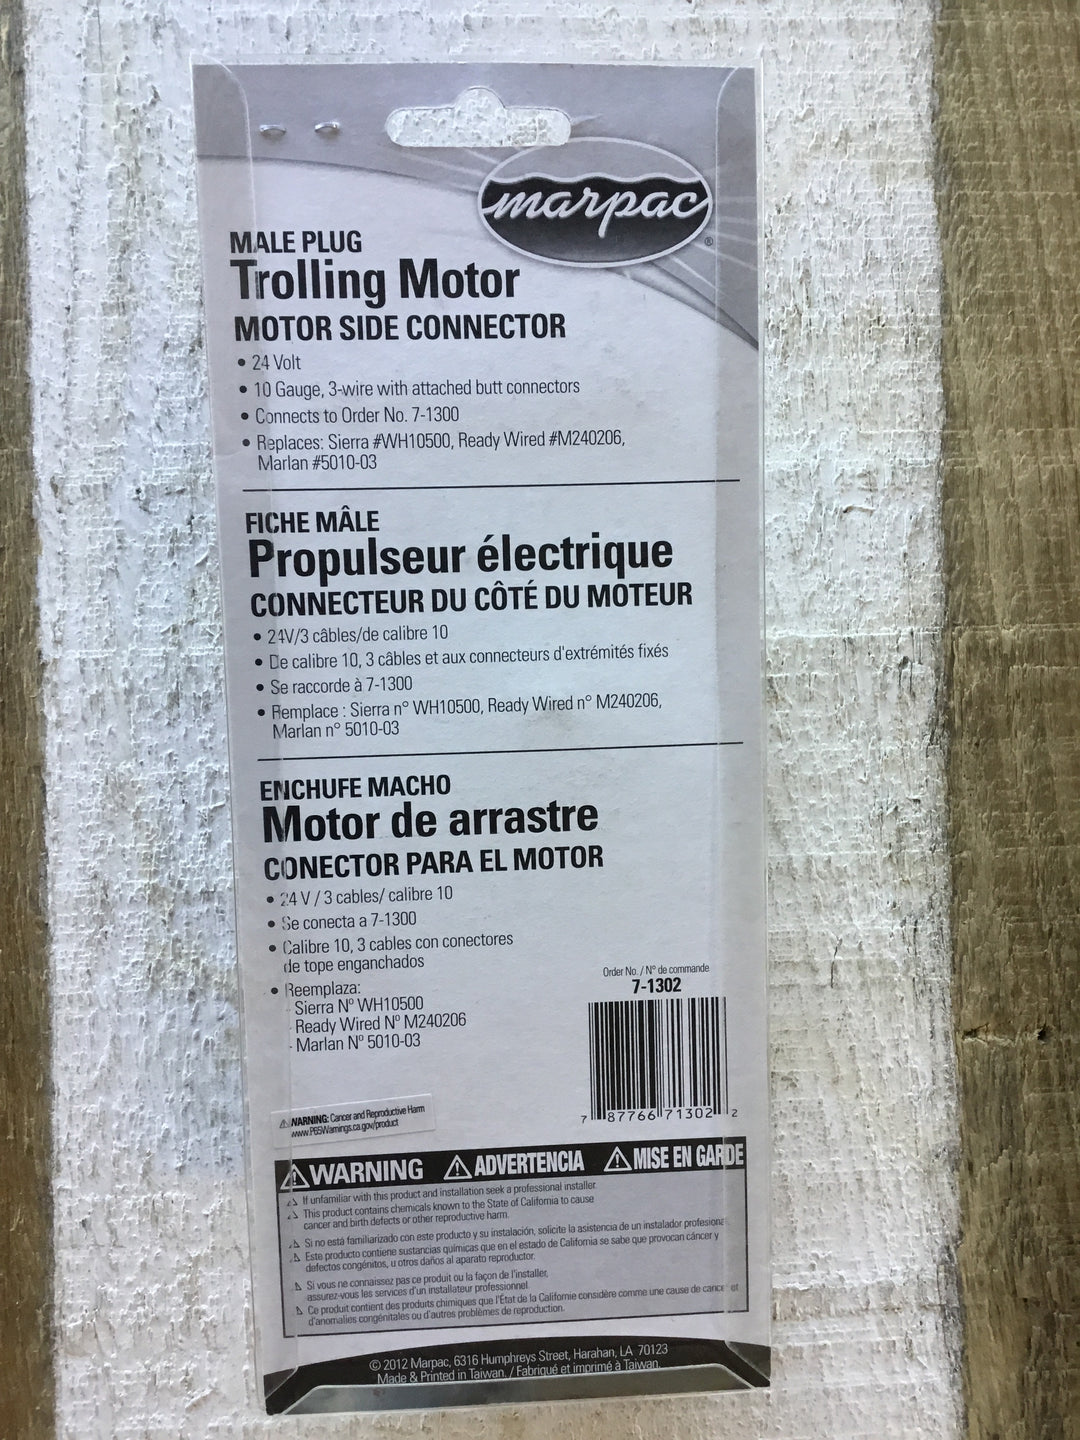 marpac
®
MALE PLUG
Trolling Motor
MOTOR SIDE CONNECTOR
• 24 Volt
• 10 Gauge, 3-wire with attached butt connectors
• Connects to Order No. 7-1300
• Replaces: Sierra #WH10500, Ready Wired #M240206,
Marlan #5010-03
FICHE MÂLE
Propulseur électrique
CONNECTEUR DU CÔTÉ DU MOTEUR
• 24V/3 câbles/de calibre 10
• De calibre 10, 3 câbles et aux connecteurs d'extrémités fixés
• Se raccorde à 7-1300
• Remplace : Sierra n° WH10500, Ready Wired n° M240206,
Marlan n° 5010-03
ENCHUFE MACHO
Motor de arrastre
CONECTOR PARA EL MOTOR
• 24 V / 3 cables/ calibre 10
• Se conecta a 7-1300
• Calibre 10, 3 cables con conectores
de tope enganchados
• Reemplaza:
- Sierra Nº WH10500
- Ready Wired Nº M240206
- Marlan Nº 5010-03
Order No. / N° de commande
7-1302
7 87766 71302 2
⚠ WARNING: Cancer and Reproductive Harm
www.P65Warnings.ca.gov/product
⚠ WARNING ⚠ ADVERTENCIA ⚠ MISE EN GARDE
⚠ If unfamiliar with this product and installation seek a professional installer.
⚠ This product contains chemicals known to the State of California to cause
cancer and birth defects or other reproductive harm.
⚠ Si no está familiarizado con este producto y su instalación, solicite la asistencia de un instalador profesional.
⚠ Este producto contiene sustancias químicas que en el estado de California se sabe que provocan cáncer y
defectos congénitos, u otros daños al aparato reproductor.
⚠ Si vous ne connaissez pas ce produit ou la façon de l'installer,
assurez-vous les services d'un installateur professionnel.
⚠ Ce produit contient des produits chimiques que l'État de la Californie considère comme une cause de cancer et
d'anomalies congénitales ou d'autres problèmes de reproduction.
© 2012 Marpac, 6316 Humphreys Street, Harahan, LA 70123
Made & Printed in Taiwan. / Fabriqué et imprimé à Taiwan.